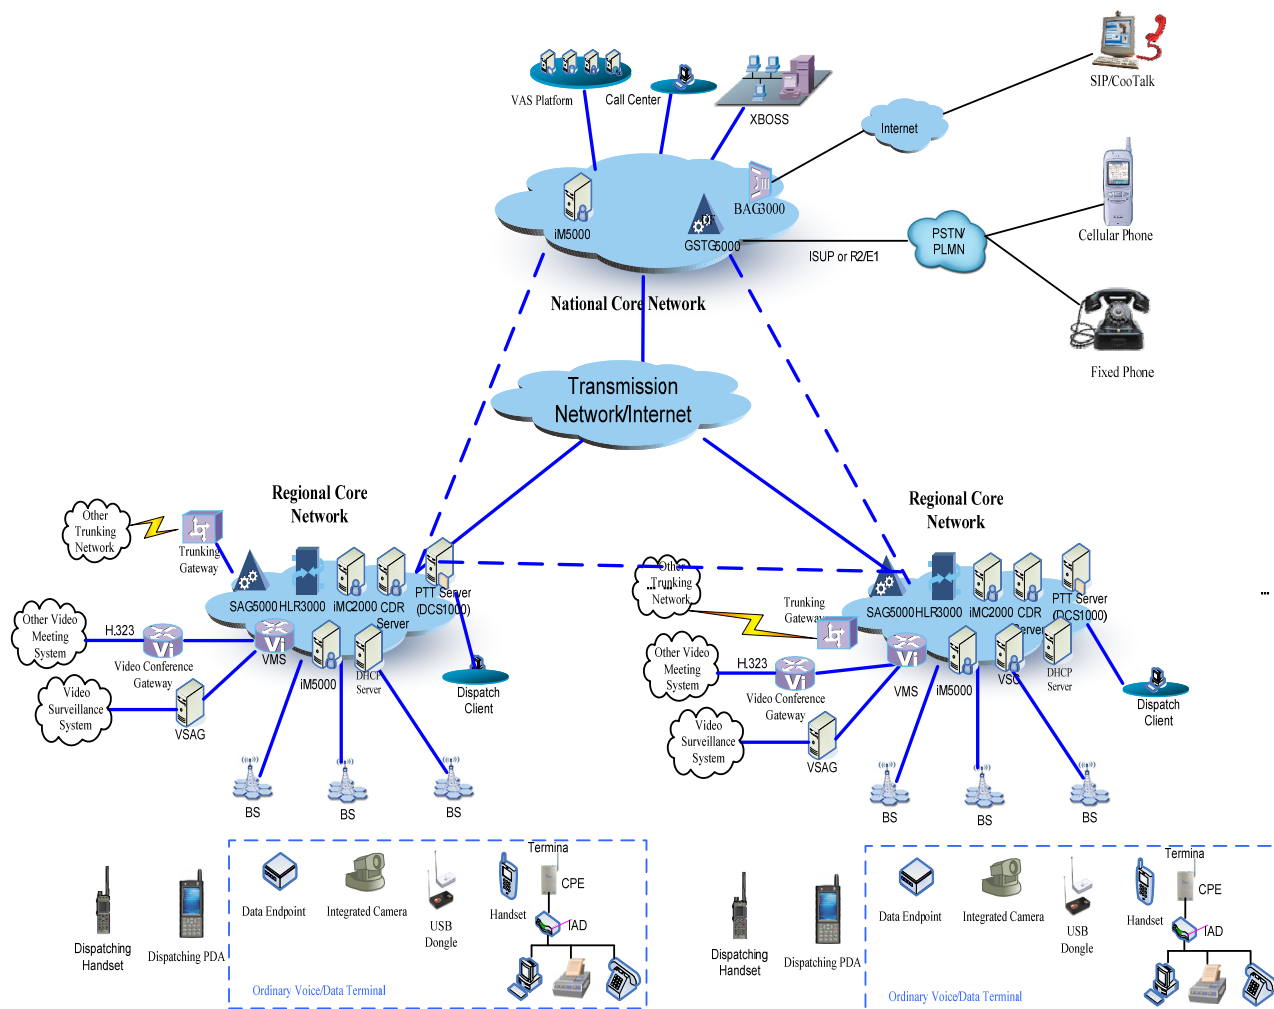 SIP/CooTalk
VAS Platform
Call Center
XBOSS
Internet
iM5000
BAG3000
GSTG5000
ISUP or R2/E1
PSTN/
PLMN
Cellular Phone
National Core Network
Fixed Phone
Transmission
Network/Internet
Regional Core
Network
Other
Trunking
Network
Trunking
Gateway
SAG5000
HLR3000
iMC2000
CDR
Server
PTT Server
(DCS1000)
Other Video
Meeting
System
H.323
Video Conference
Gateway
VMS
iM5000
DHCP
Server
Video
Surveillance
System
VSAG
Dispatch
Client
BS
BS
BS
Regional Core
Network
Other
Trunking
Network
... ...
Trunking
Gateway
SAG5000
HLR3000
iMC2000
CDR
Server
PTT Server
(DCS1000)
...
Other Video
Meeting
System
H.323
Video Conference
Gateway
VMS
iM5000
VSC
DHCP
Server
Video
Surveillance
System
VSAG
Dispatch
Client
BS
BS
BS
Dispatching
Handset
Dispatching PDA
Data Endpoint
Integrated Camera
USB
Dongle
Handset
Termina
CPE
IAD
Ordinary Voice/Data Terminal
Dispatching
Handset
Dispatching PDA
Data Endpoint
Integrated Camera
USB
Dongle
Handset
Termina
CPE
IAD
Ordinary Voice/Data Terminal